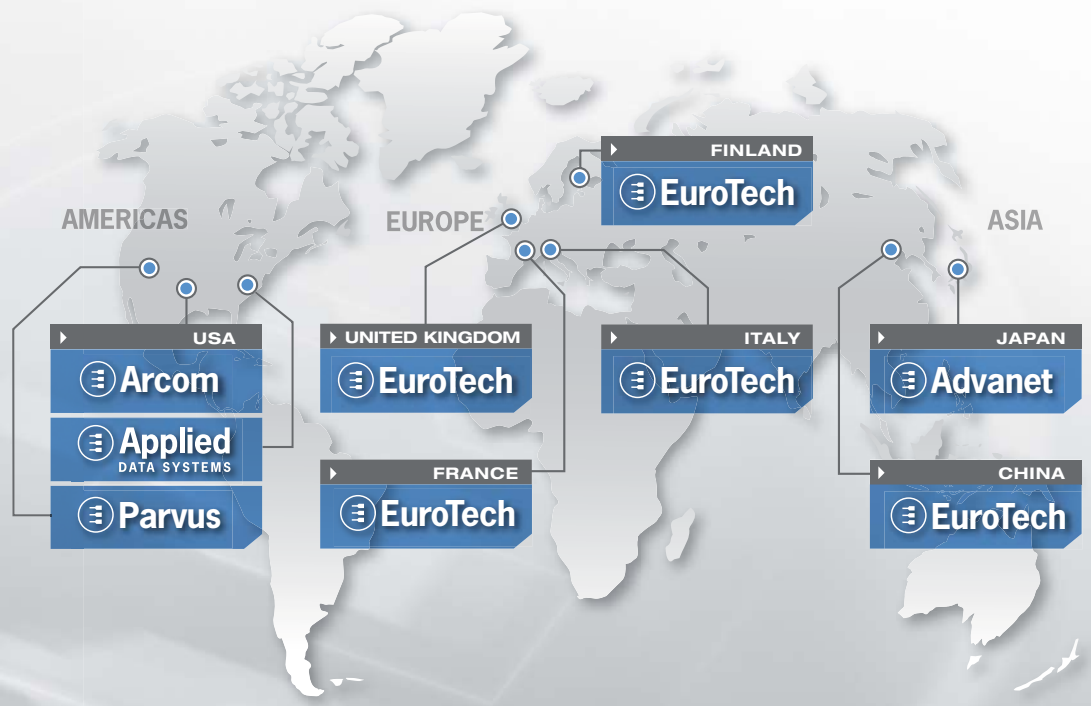 AMERICAS
USA
Arcom
Applied
DATA SYSTEMS
Parvus
EUROPE
FINLAND
EuroTech
UNITED KINGDOM
EuroTech
ITALY
EuroTech
FRANCE
EuroTech
ASIA
JAPAN
Advanet
CHINA
EuroTech